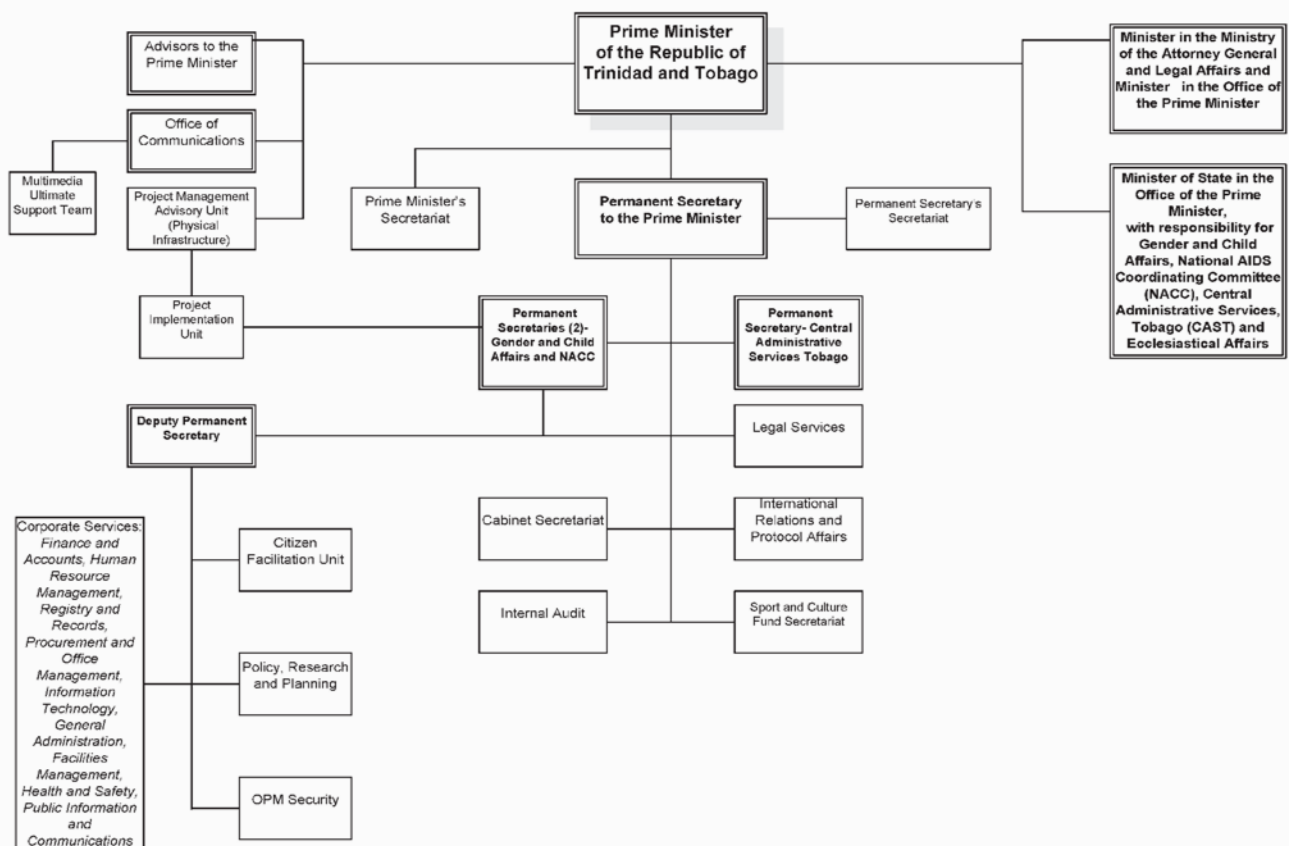 Prime Minister
of the Republic of
Trinidad and Tobago
Advisors to the
Prime Minister
Minister in the Ministry
of the Attorney General
and Legal Affairs and
Minister in the Office of
the Prime Minister
Office of
Communications
Multimedia
Ultimate
Support Team
Project Management
Advisory Unit
(Physical
Infrastructure)
Prime Minister's
Secretariat
Permanent Secretary
to the Prime Minister
Permanent Secretary's
Secretariat
Minister of State in the
Office of the Prime
Minister,
with responsibility for
Gender and Child
Affairs, National AIDS
Coordinating Committee
(NACC), Central
Administrative Services,
Tobago (CAST) and
Ecclesiastical Affairs
Project
Implementation
Unit
Permanent
Secretaries (2)-
Gender and Child
Affairs and NACC
Permanent
Secretary- Central
Administrative
Services Tobago
Deputy Permanent
Secretary
Legal Services
Cabinet Secretariat
International
Relations and
Protocol Affairs
Internal Audit
Sport and Culture
Fund Secretariat
Corporate Services:
Finance and
Accounts, Human
Resource
Management,
Registry and
Records,
Procurement and
Office
Management,
Information
Technology,
General
Administration,
Facilities
Management,
Health and Safety,
Public Information
and
Communications
Citizen
Facilitation Unit
Policy, Research
and Planning
OPM Security